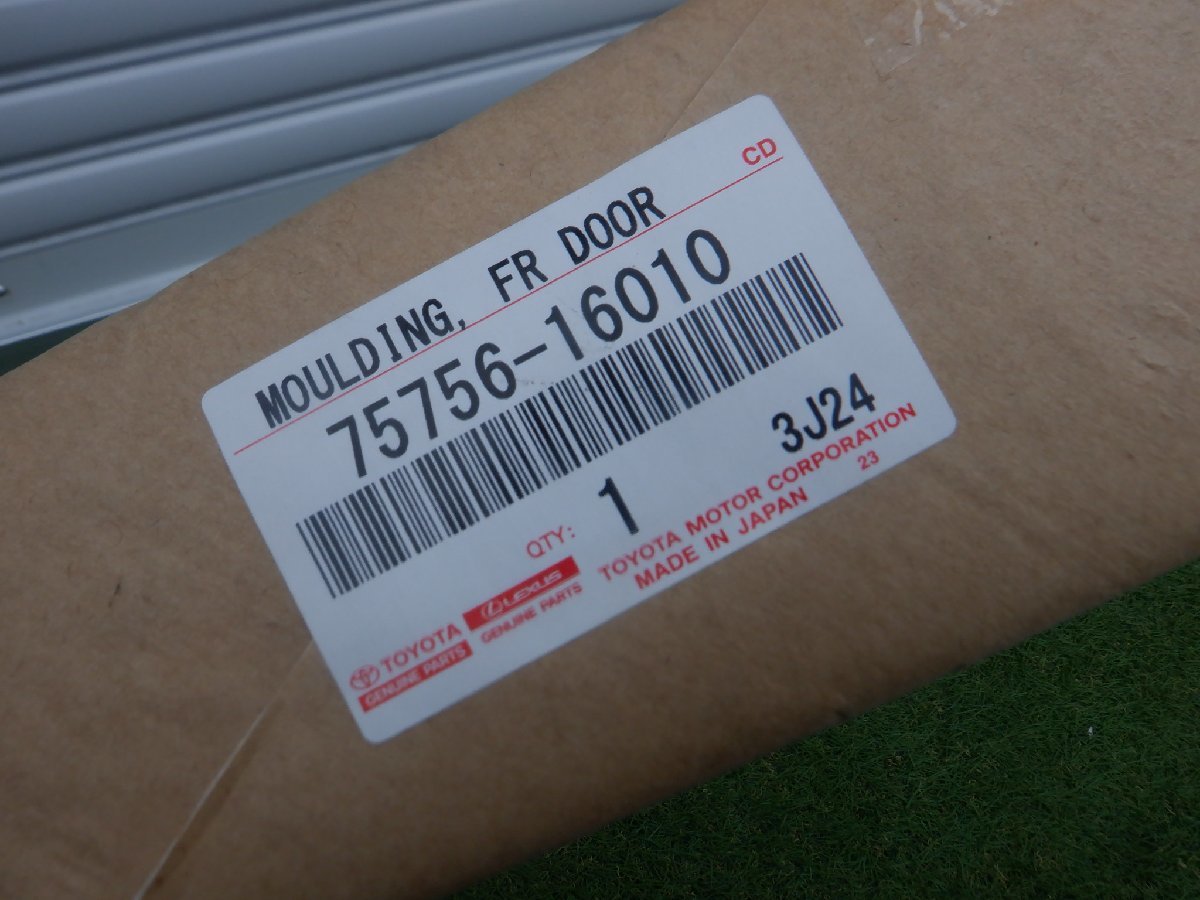 CD
MOULDING, FR DOOR
75756-16010
QTY: 1
3J24
TOYOTA
GENUINE PARTS
LEXUS
GENUINE PARTS
TOYOTA MOTOR CORPORATION
MADE IN JAPAN 23